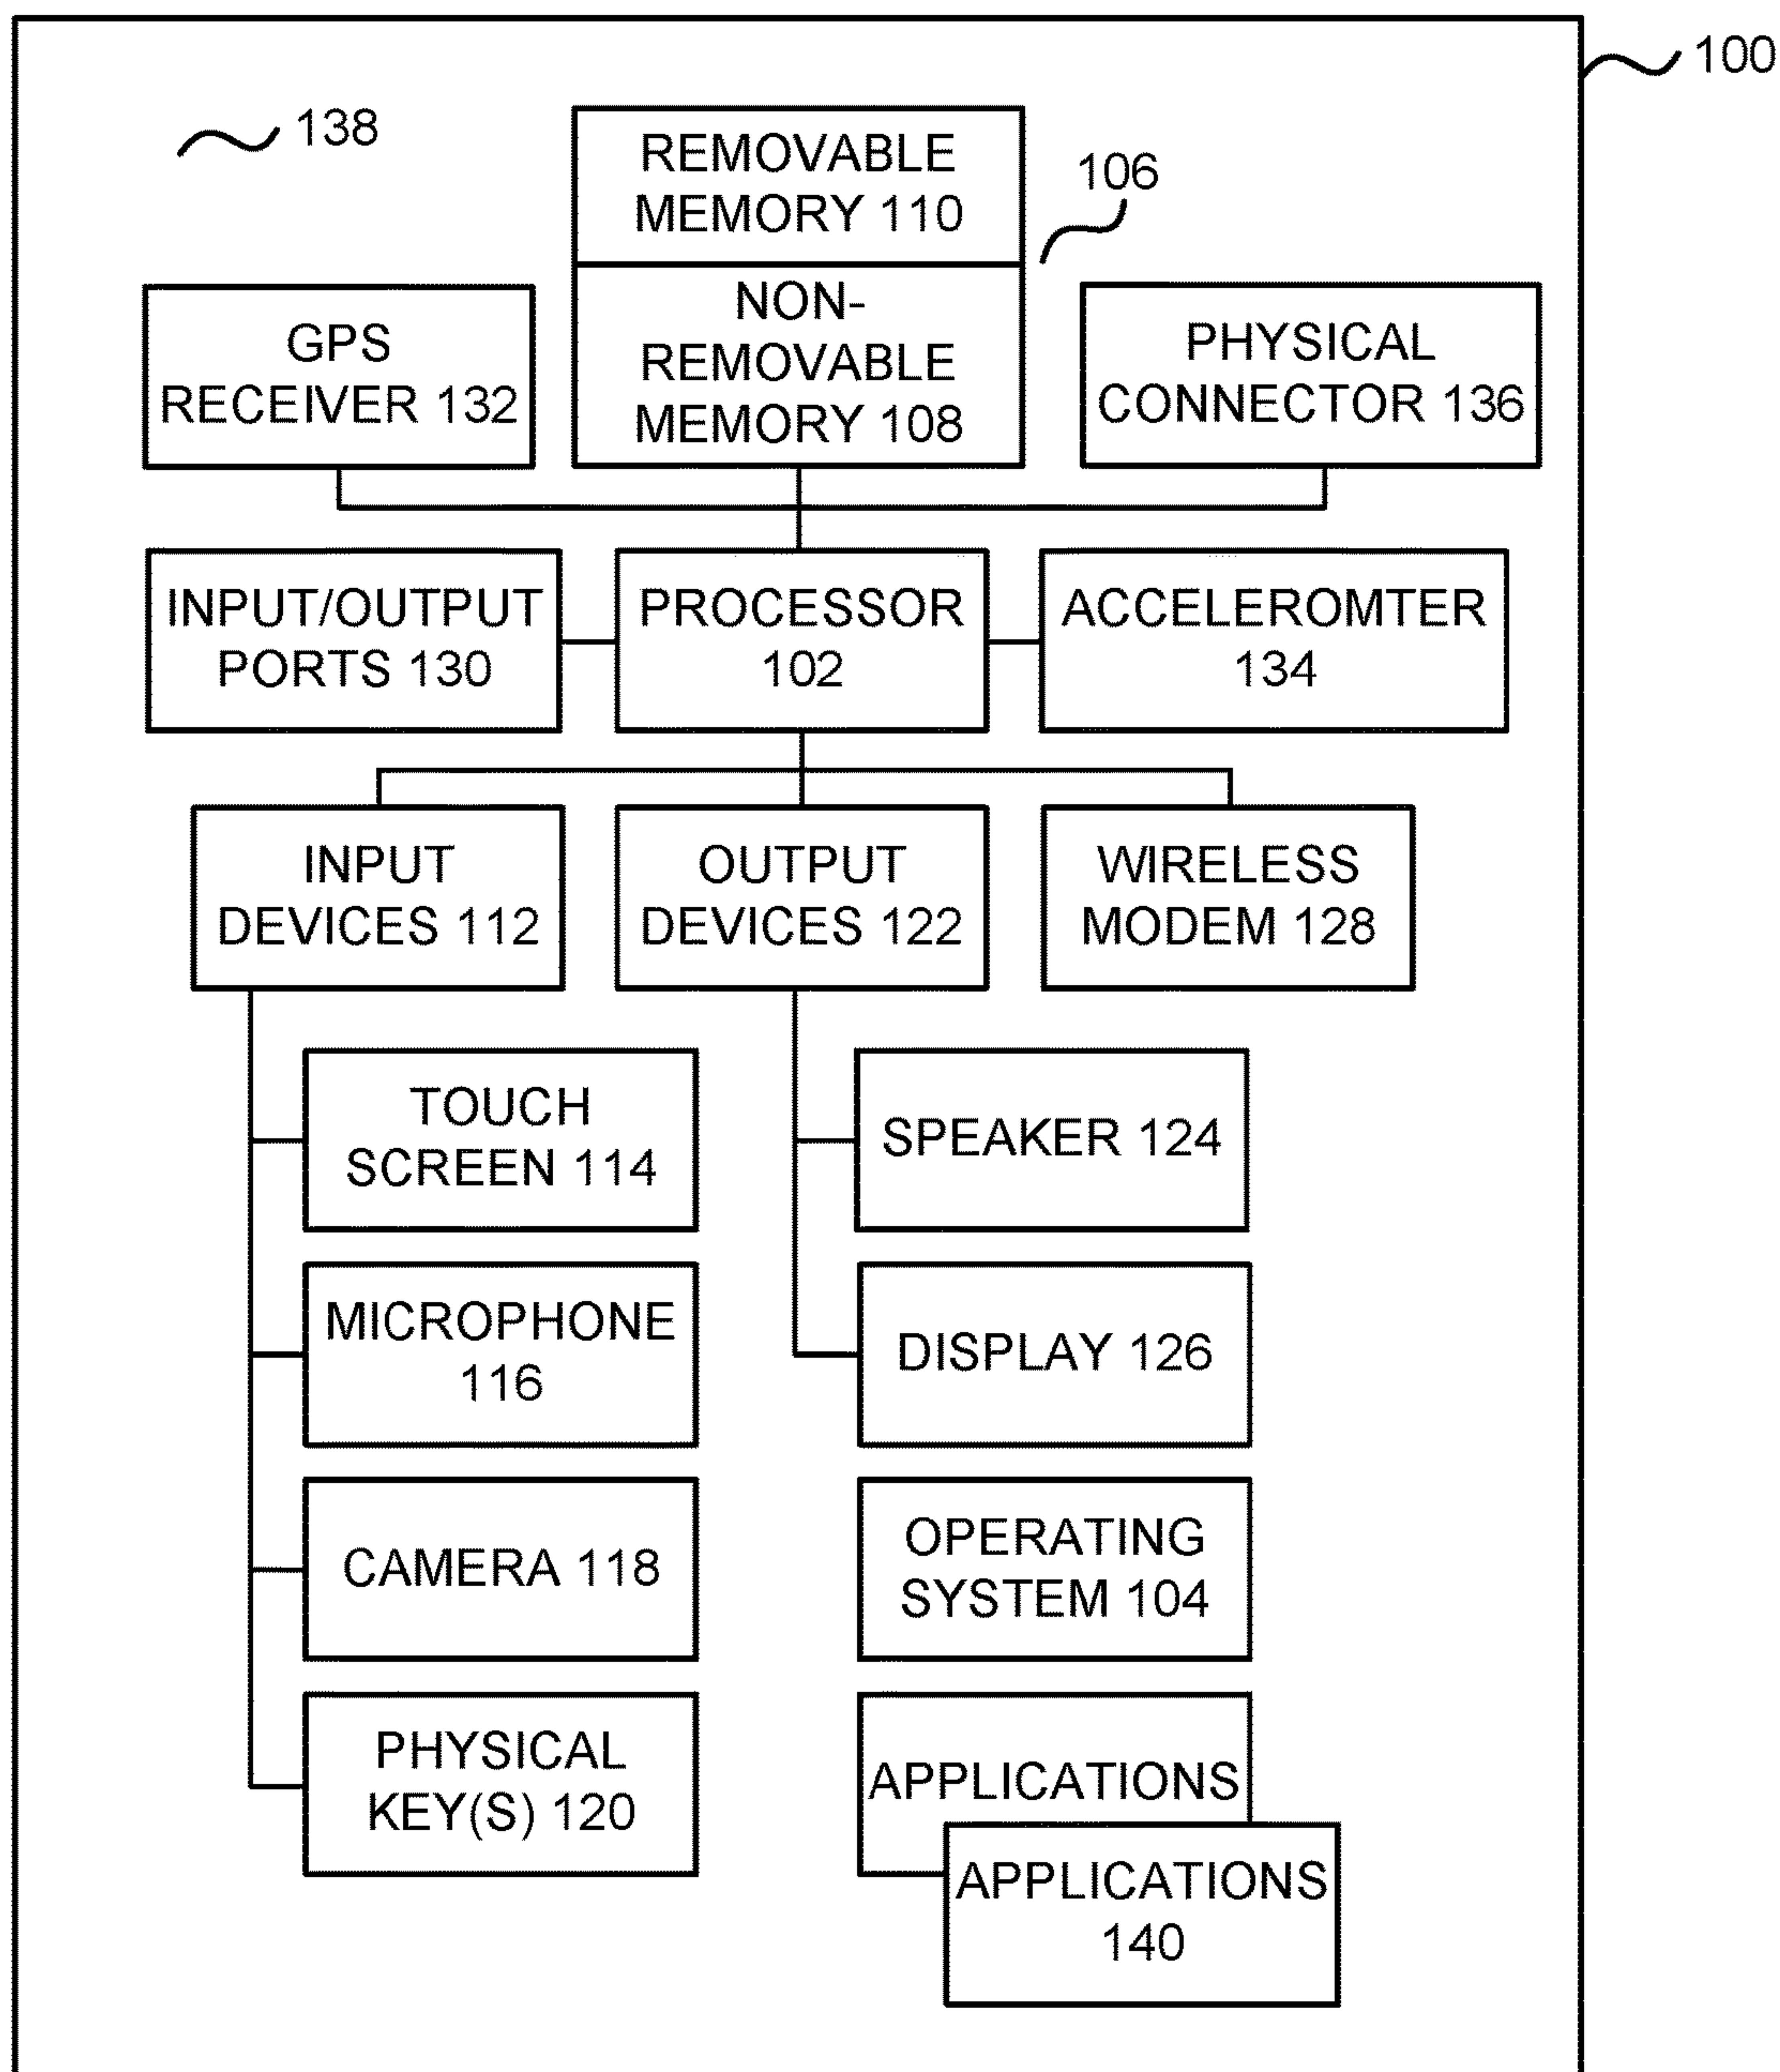 100
138
REMOVABLE
MEMORY 110
106
NON-
REMOVABLE
MEMORY 108
GPS
RECEIVER 132
PHYSICAL
CONNECTOR 136
INPUT/OUTPUT
PORTS 130
PROCESSOR
102
ACCELEROMTER
134
INPUT
DEVICES 112
OUTPUT
DEVICES 122
WIRELESS
MODEM 128
TOUCH
SCREEN 114
SPEAKER 124
MICROPHONE
116
DISPLAY 126
CAMERA 118
OPERATING
SYSTEM 104
PHYSICAL
KEY(S) 120
APPLICATIONS
APPLICATIONS
140